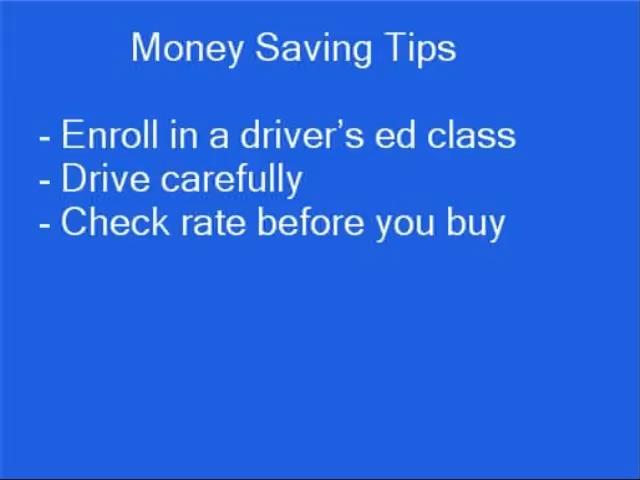 Money Saving Tips
- Enroll in a driver’s ed class
- Drive carefully
- Check rate before you buy